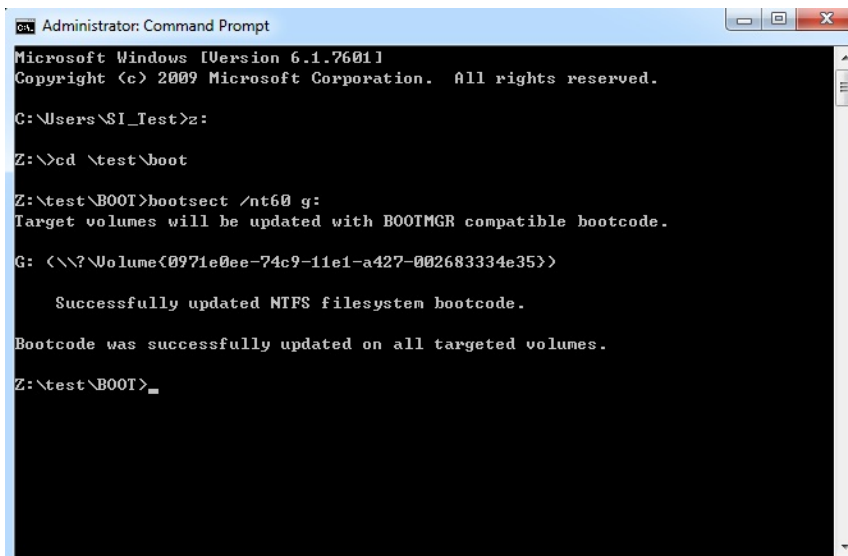 Administrator: Command Prompt
Microsoft Windows [Version 6.1.7601]
Copyright (c) 2009 Microsoft Corporation.  All rights reserved.
C:\Users\SI_Test>z:
Z:\>cd \test\boot
Z:\test\BOOT>bootsect /nt60 g:
Target volumes will be updated with BOOTMGR compatible bootcode.
G: (\\?\Volume{0971e0ee-74c9-11e1-a427-002683334e35})
Successfully updated NTFS filesystem bootcode.
Bootcode was successfully updated on all targeted volumes.
Z:\test\BOOT>_